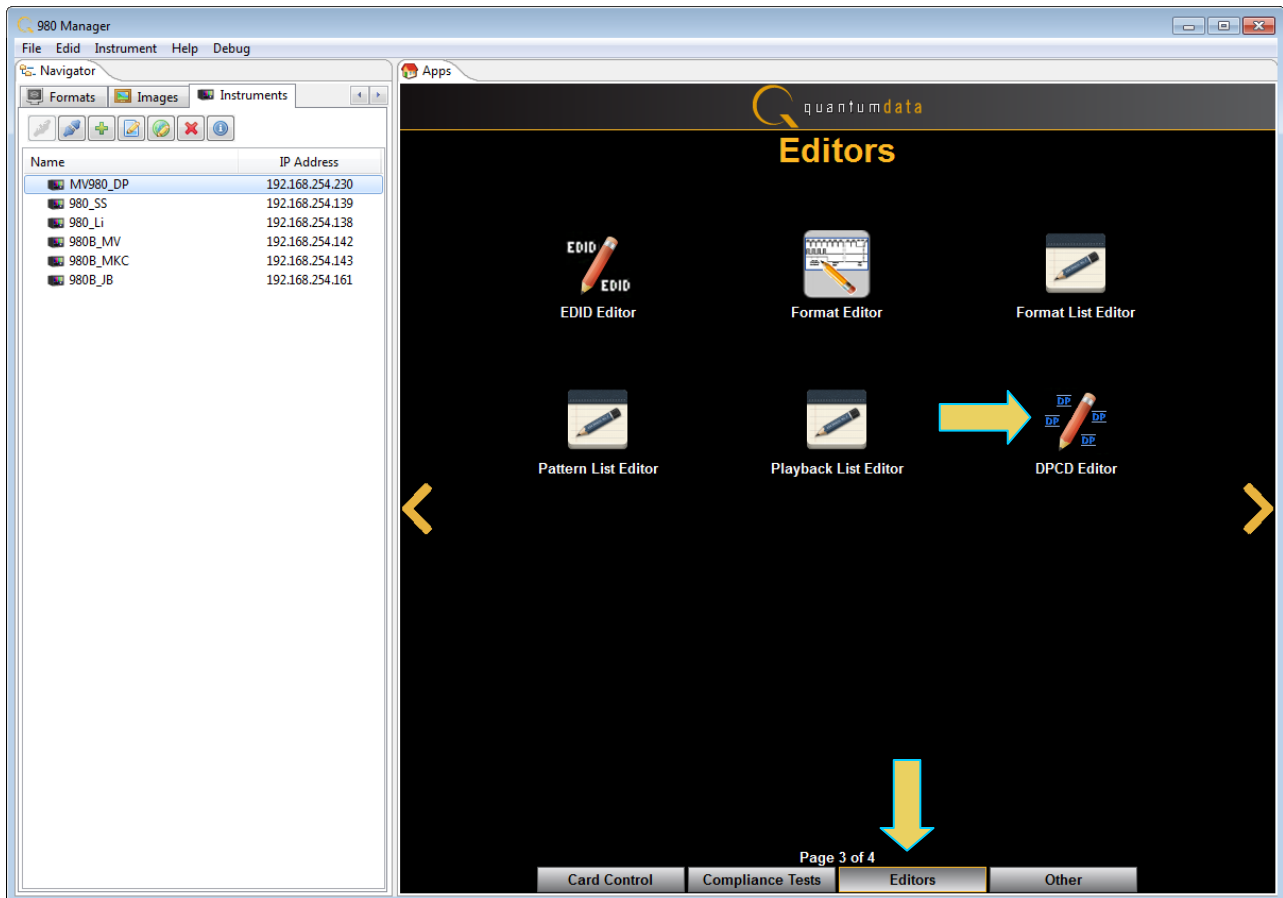 980 Manager
File Edid Instrument Help Debug
Navigator
Apps
Formats Images Instruments
quantumdata
Editors
Name IP Address
MV980_DP 192.168.254.230
980_SS 192.168.254.139
980_Li 192.168.254.138
980B_MV 192.168.254.142
980B_MKC 192.168.254.143
980B_JB 192.168.254.161
EDID
EDID
EDID Editor
Format Editor
Format List Editor
DP
DP
DP
DP
Pattern List Editor
Playback List Editor
DPCD Editor
Page 3 of 4
Card Control Compliance Tests Editors Other